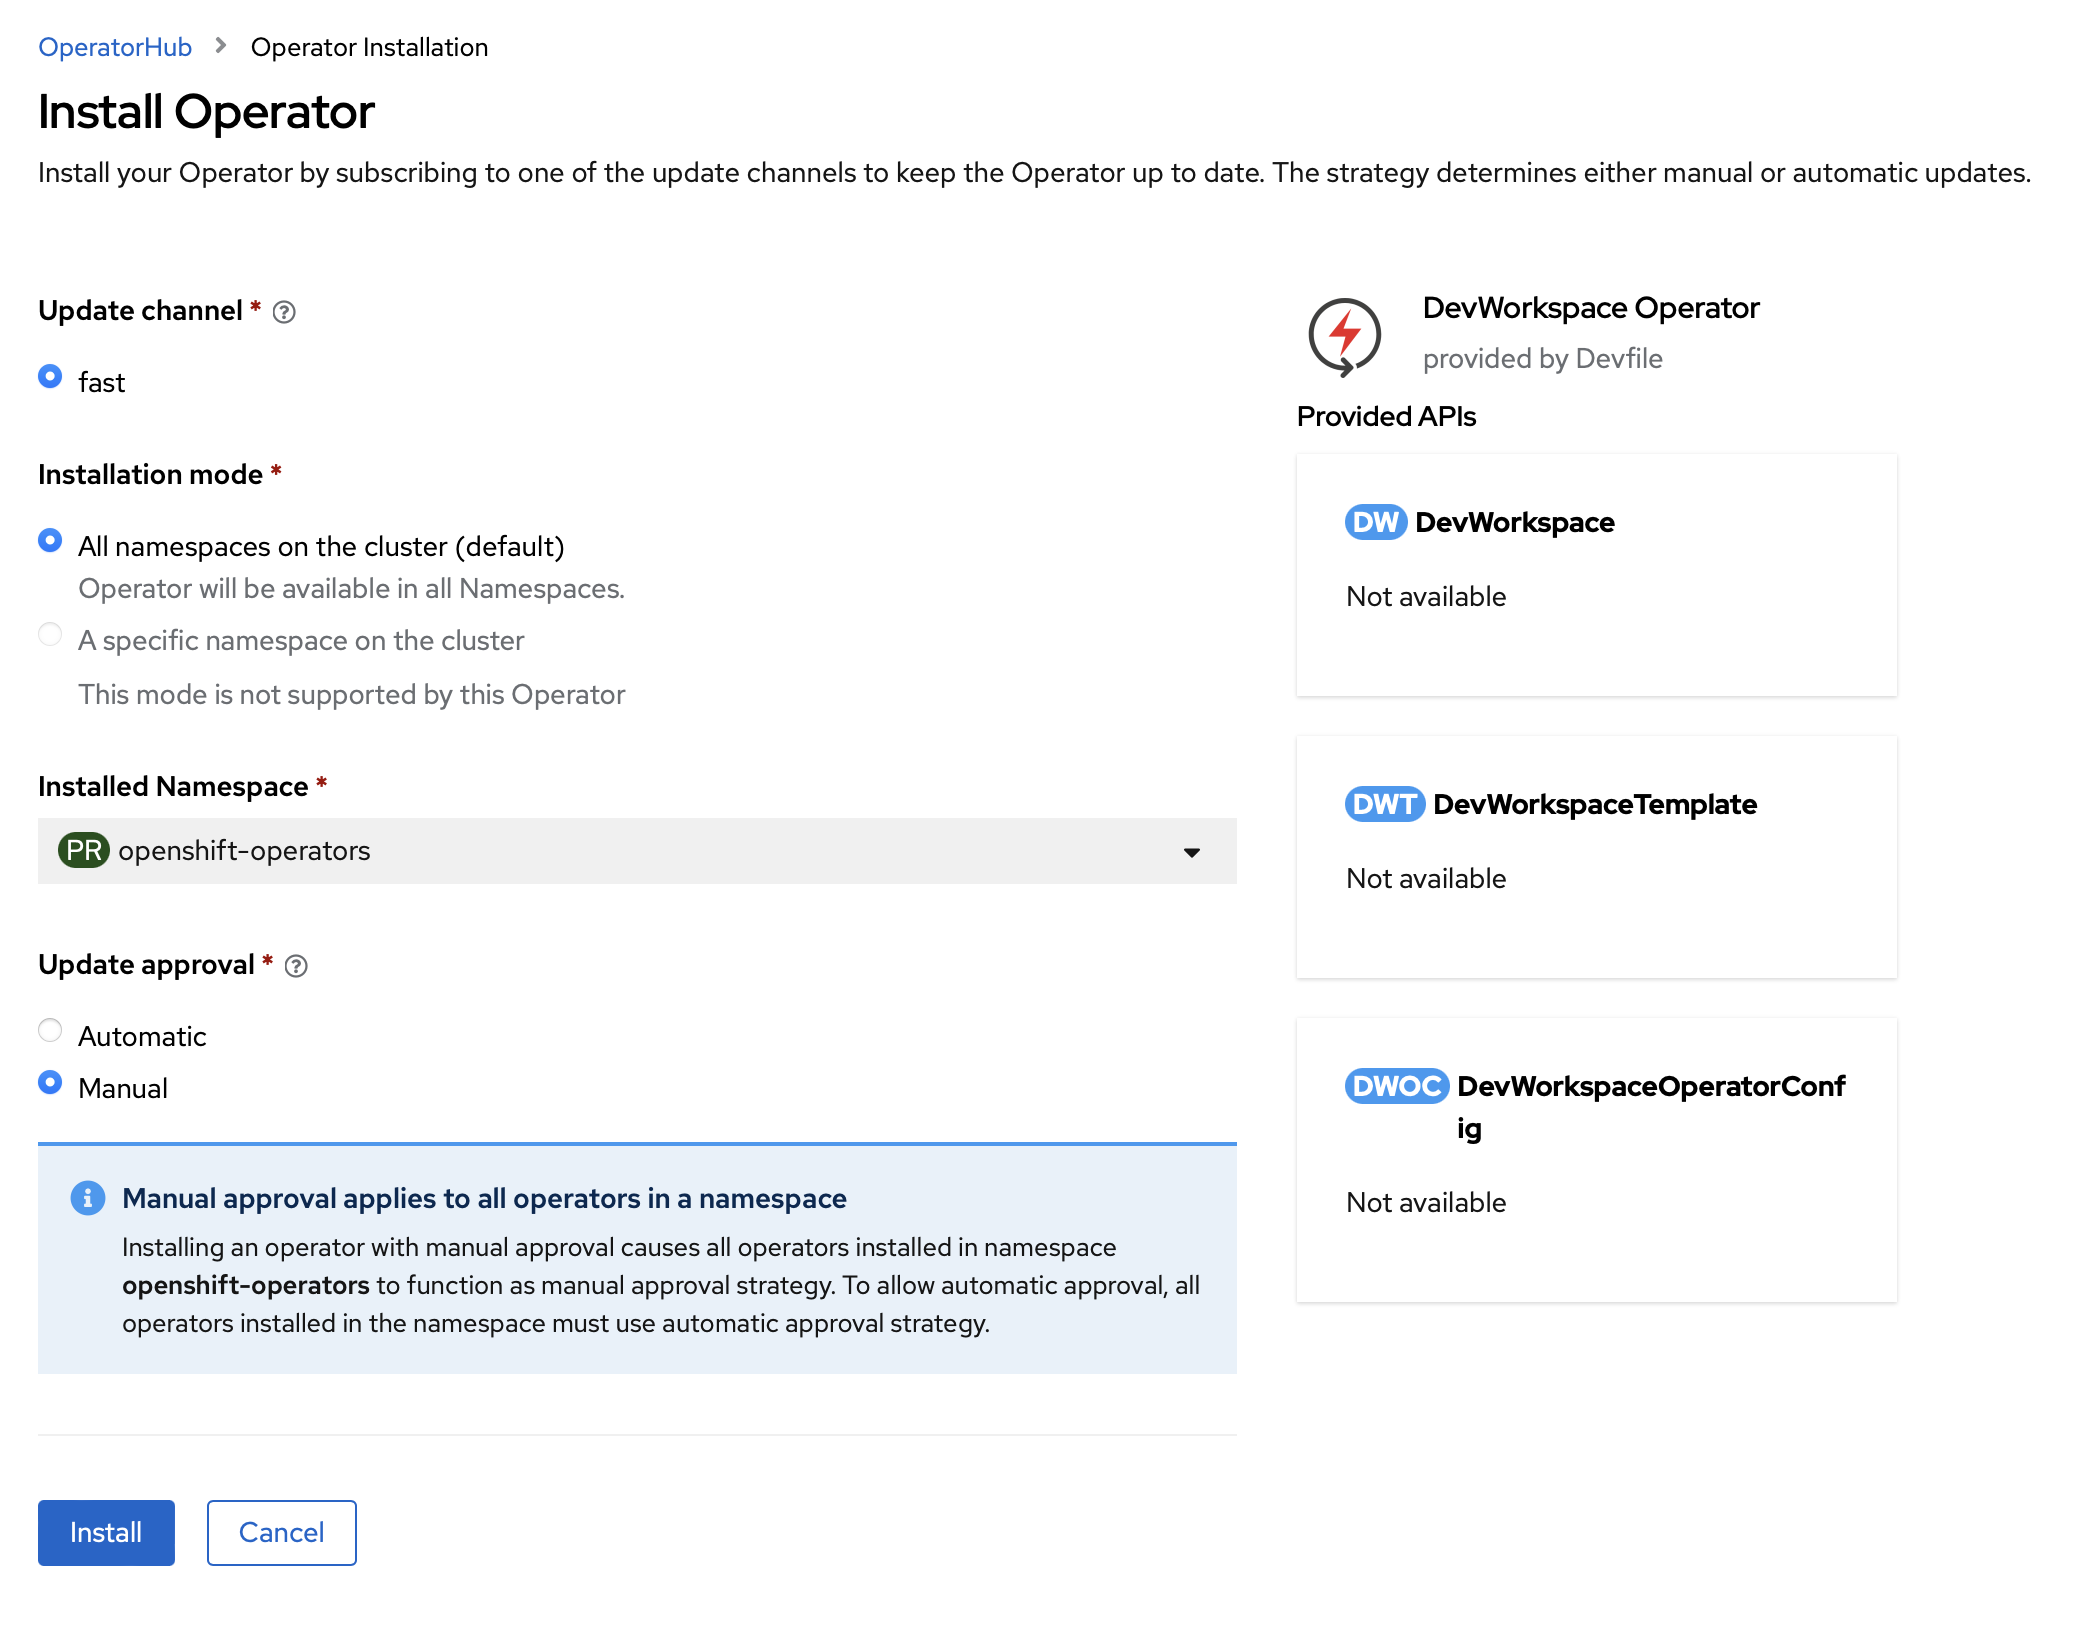 OperatorHub > Operator Installation
Install Operator
Install your Operator by subscribing to one of the update channels to keep the Operator up to date. The strategy determines either manual or automatic updates.
Update channel *
fast
Installation mode *
All namespaces on the cluster (default)
Operator will be available in all Namespaces.
A specific namespace on the cluster
This mode is not supported by this Operator
Installed Namespace *
PR openshift-operators
Update approval *
Automatic
Manual
Manual approval applies to all operators in a namespace
Installing an operator with manual approval causes all operators installed in namespace
openshift-operators to function as manual approval strategy. To allow automatic approval, all
operators installed in the namespace must use automatic approval strategy.
Install Cancel
DevWorkspace Operator
provided by Devfile
Provided APIs
DW DevWorkspace
Not available
DWT DevWorkspaceTemplate
Not available
DWOC DevWorkspaceOperatorConf
ig
Not available